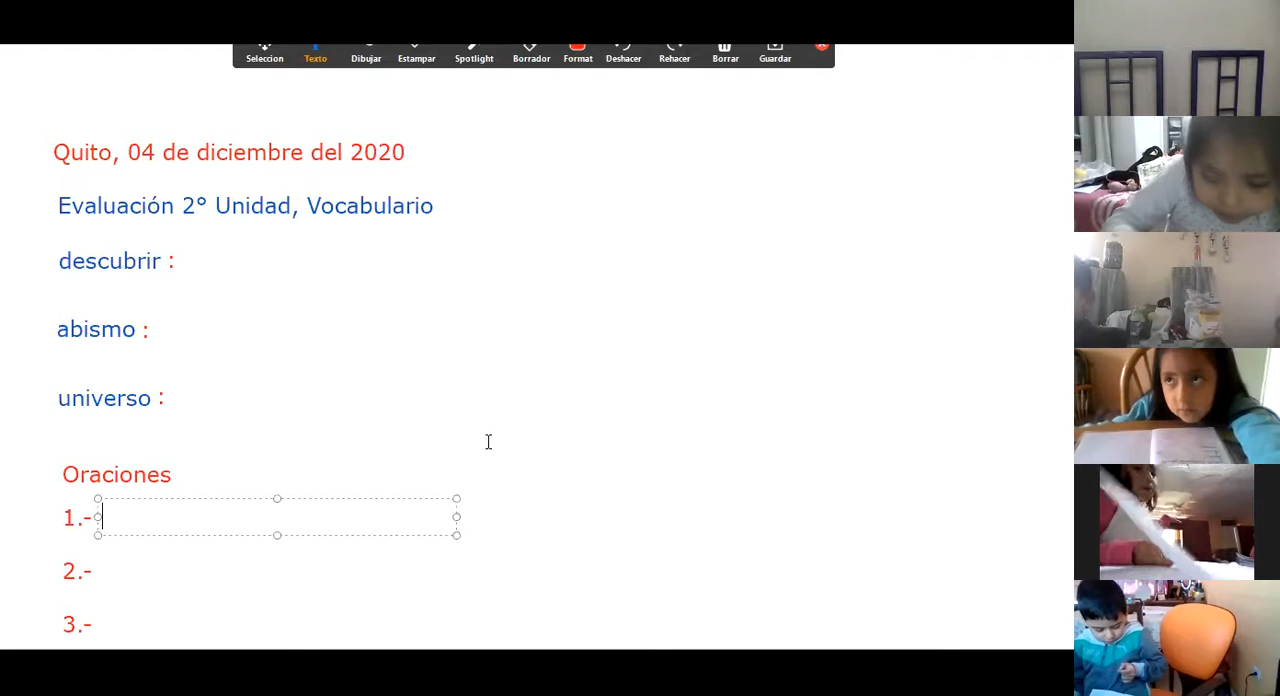 Seleccion Texto Dibujar Estampar Spotlight Borrador Format Deshacer Rehacer Borrar Guardar
Quito, 04 de diciembre del 2020
Evaluación 2° Unidad, Vocabulario
descubrir :
abismo :
universo :
Oraciones
1.-
2.-
3.-